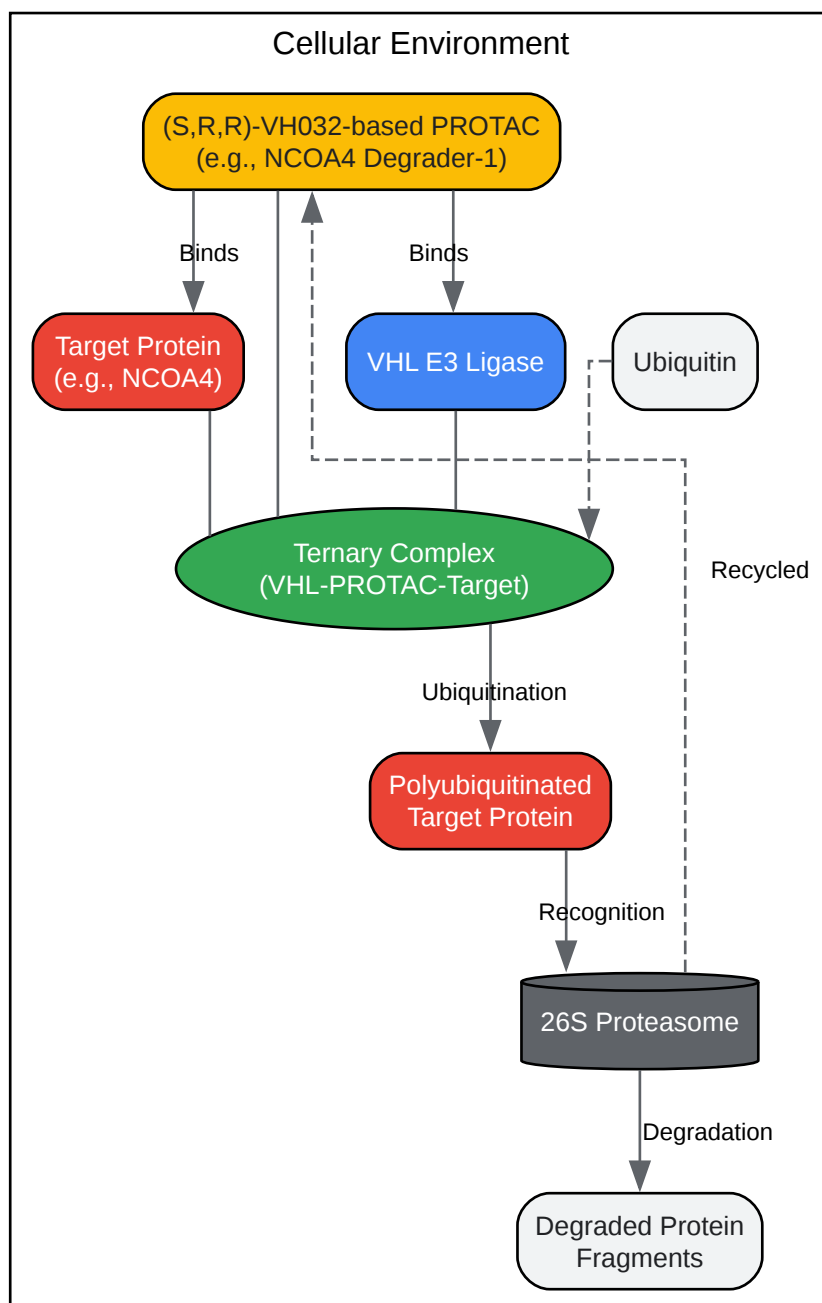 Cellular Environment
(S,R,R)-VH032-based PROTAC
(e.g., NCOA4 Degrader-1)
Binds
Binds
Target Protein
(e.g., NCOA4)
VHL E3 Ligase
Ubiquitin
Ternary Complex
(VHL-PROTAC-Target)
Recycled
Ubiquitination
Polyubiquitinated
Target Protein
Recognition
26S Proteasome
Degradation
Degraded Protein
Fragments